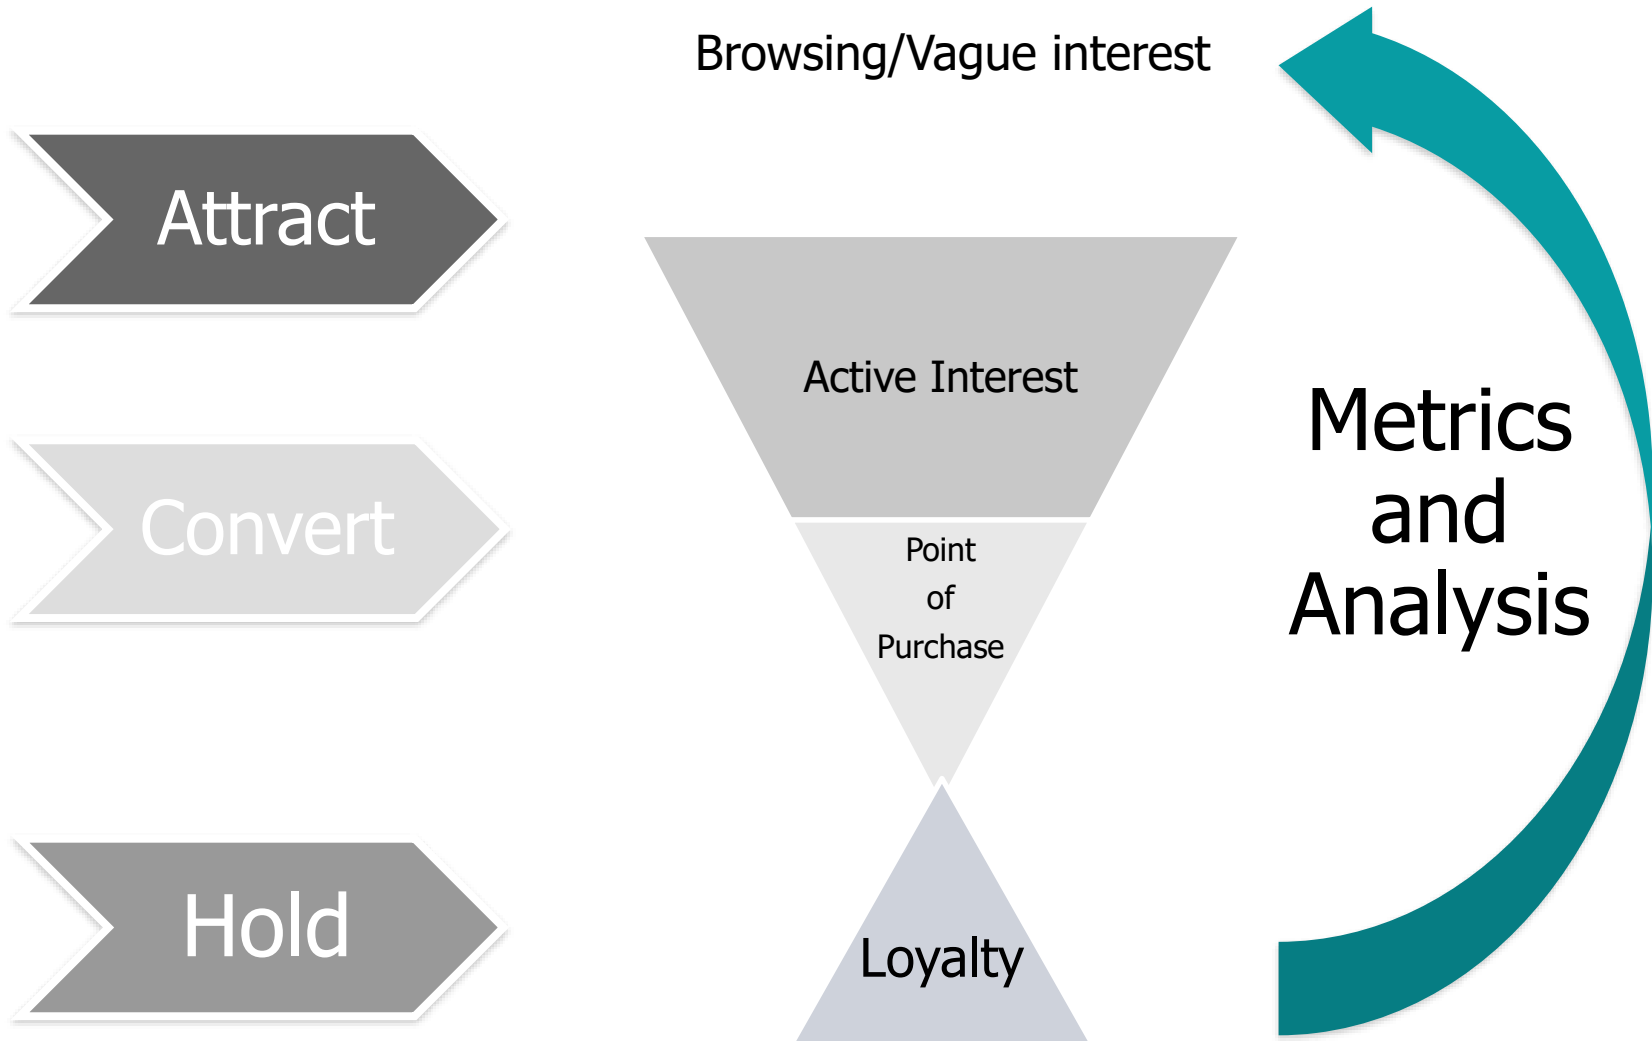 Browsing/Vague interest
Attract
Active Interest
Convert
Point
of
Purchase
Metrics
and
Analysis
Hold
Loyalty